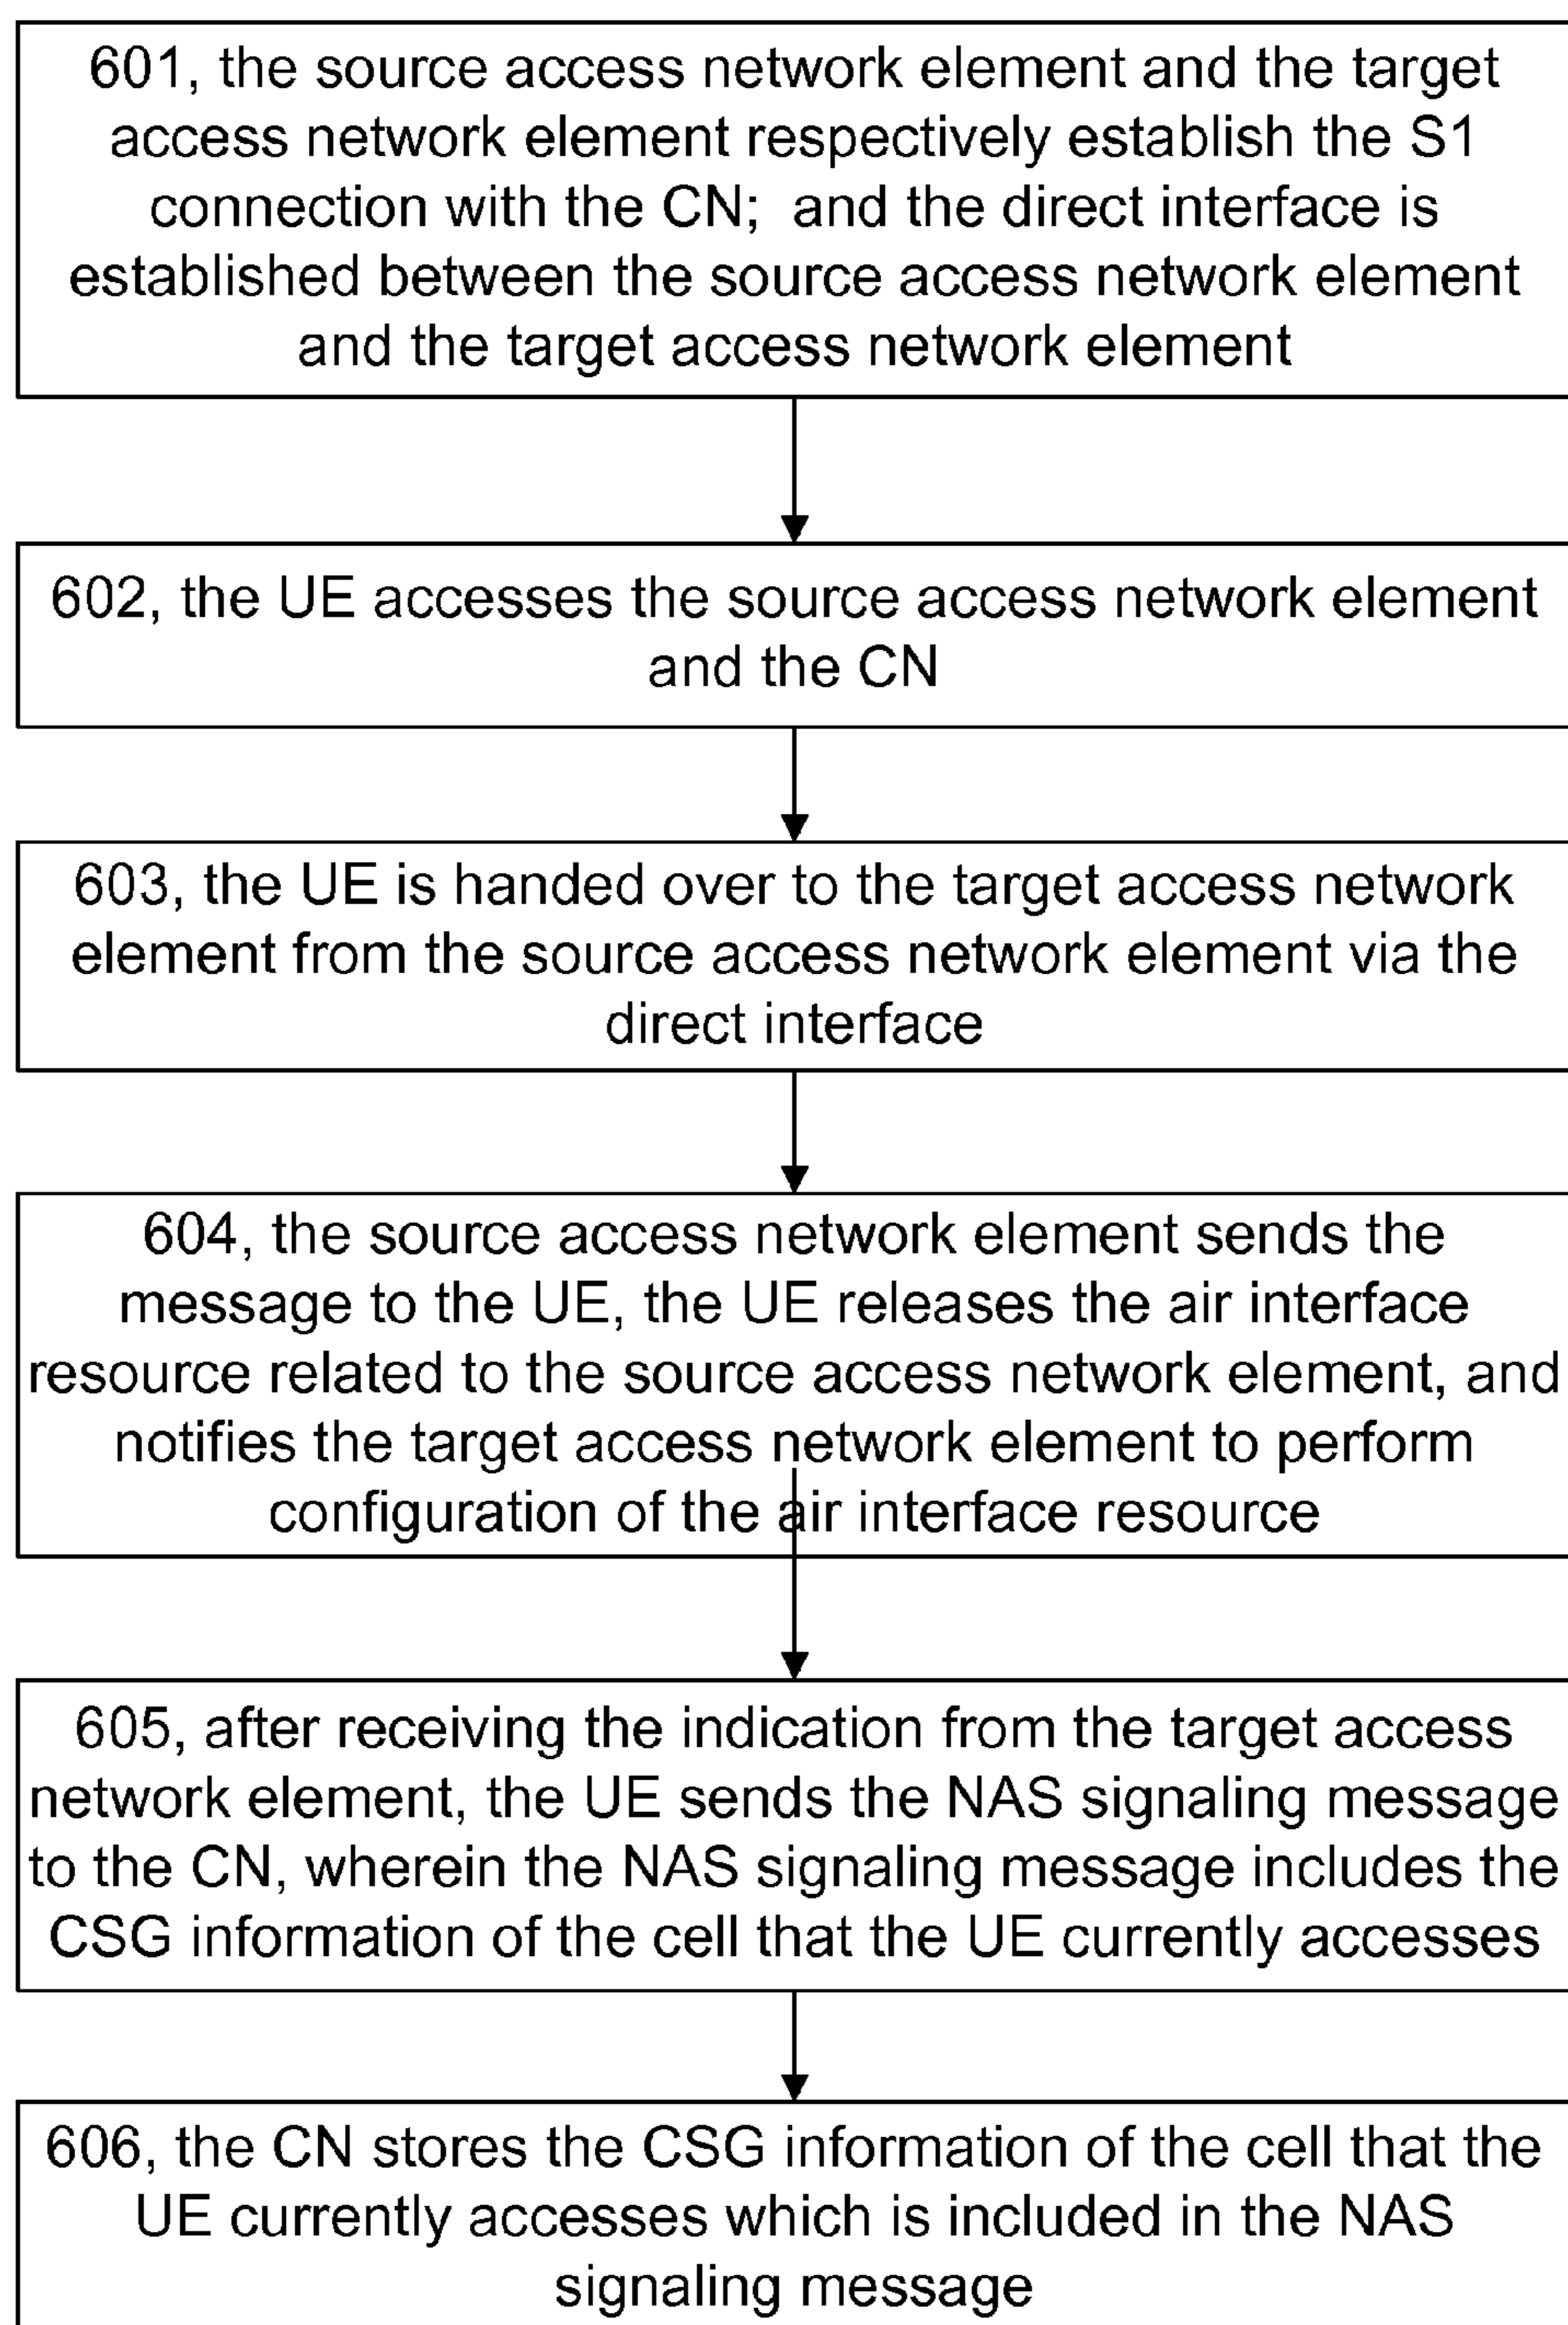 601, the source access network element and the target
access network element respectively establish the S1
connection with the CN; and the direct interface is
established between the source access network element
and the target access network element
602, the UE accesses the source access network element
and the CN
603, the UE is handed over to the target access network
element from the source access network element via the
direct interface
604, the source access network element sends the
message to the UE, the UE releases the air interface
resource related to the source access network element, and
notifies the target access network element to perform
configuration of the air interface resource
605, after receiving the indication from the target access
network element, the UE sends the NAS signaling message
to the CN, wherein the NAS signaling message includes the
CSG information of the cell that the UE currently accesses
606, the CN stores the CSG information of the cell that the
UE currently accesses which is included in the NAS
signaling message